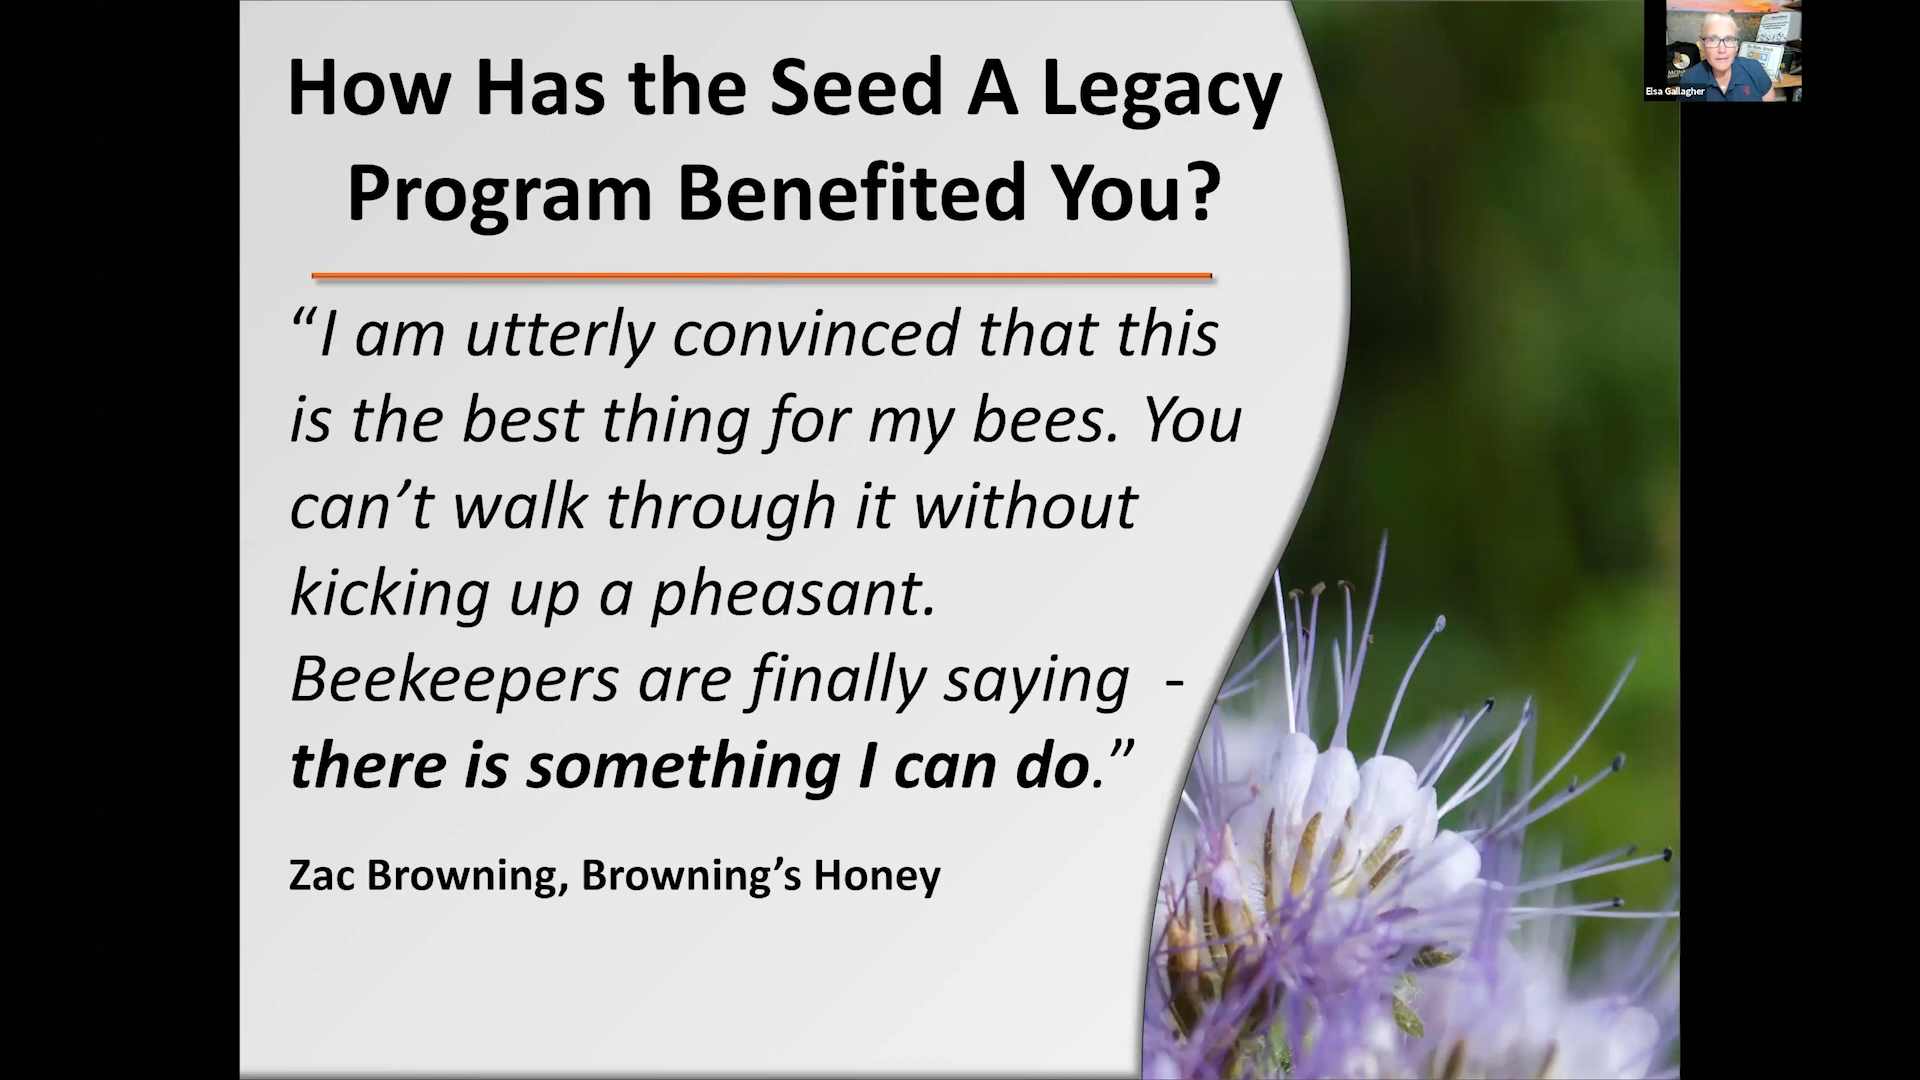 How Has the Seed A Legacy
Program Benefited You?
“I am utterly convinced that this
is the best thing for my bees. You
can’t walk through it without
kicking up a pheasant.
Beekeepers are finally saying -
there is something I can do.”
Zac Browning, Browning’s Honey
Elsa Gallagher